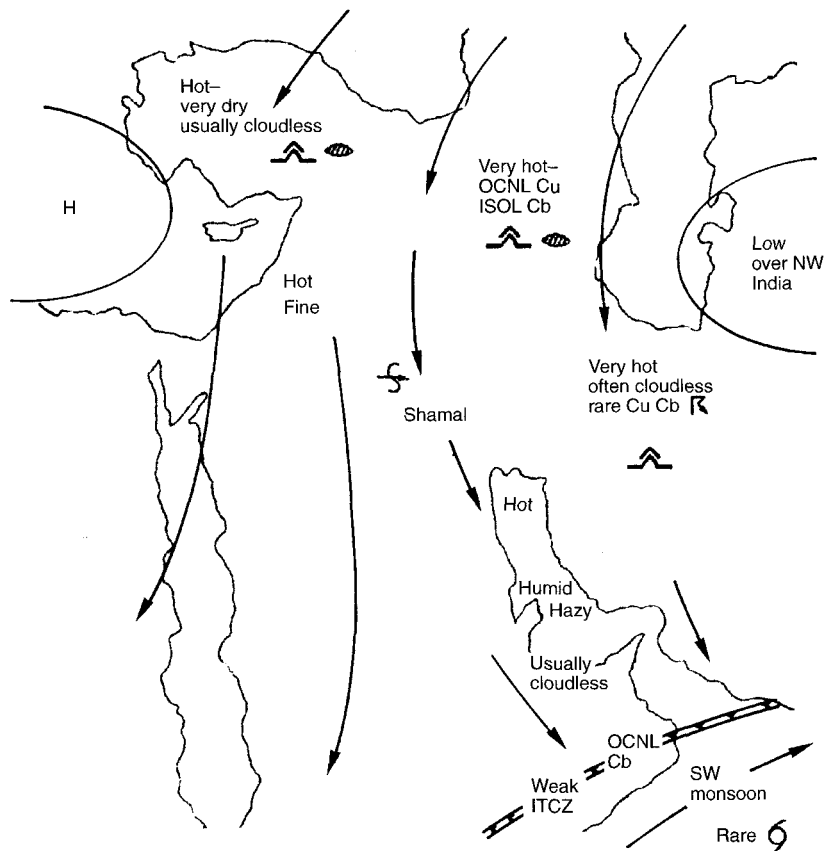 Hot–
very dry
usually cloudless
Very hot–
OCNL Cu
ISOL Cb
H
Low
over NW
India
Hot
Fine
Very hot
often cloudless
rare Cu Cb
Shamal
Hot
Humid
Hazy
Usually
cloudless
OCNL
Cb
Weak
ITCZ
SW
monsoon
Rare